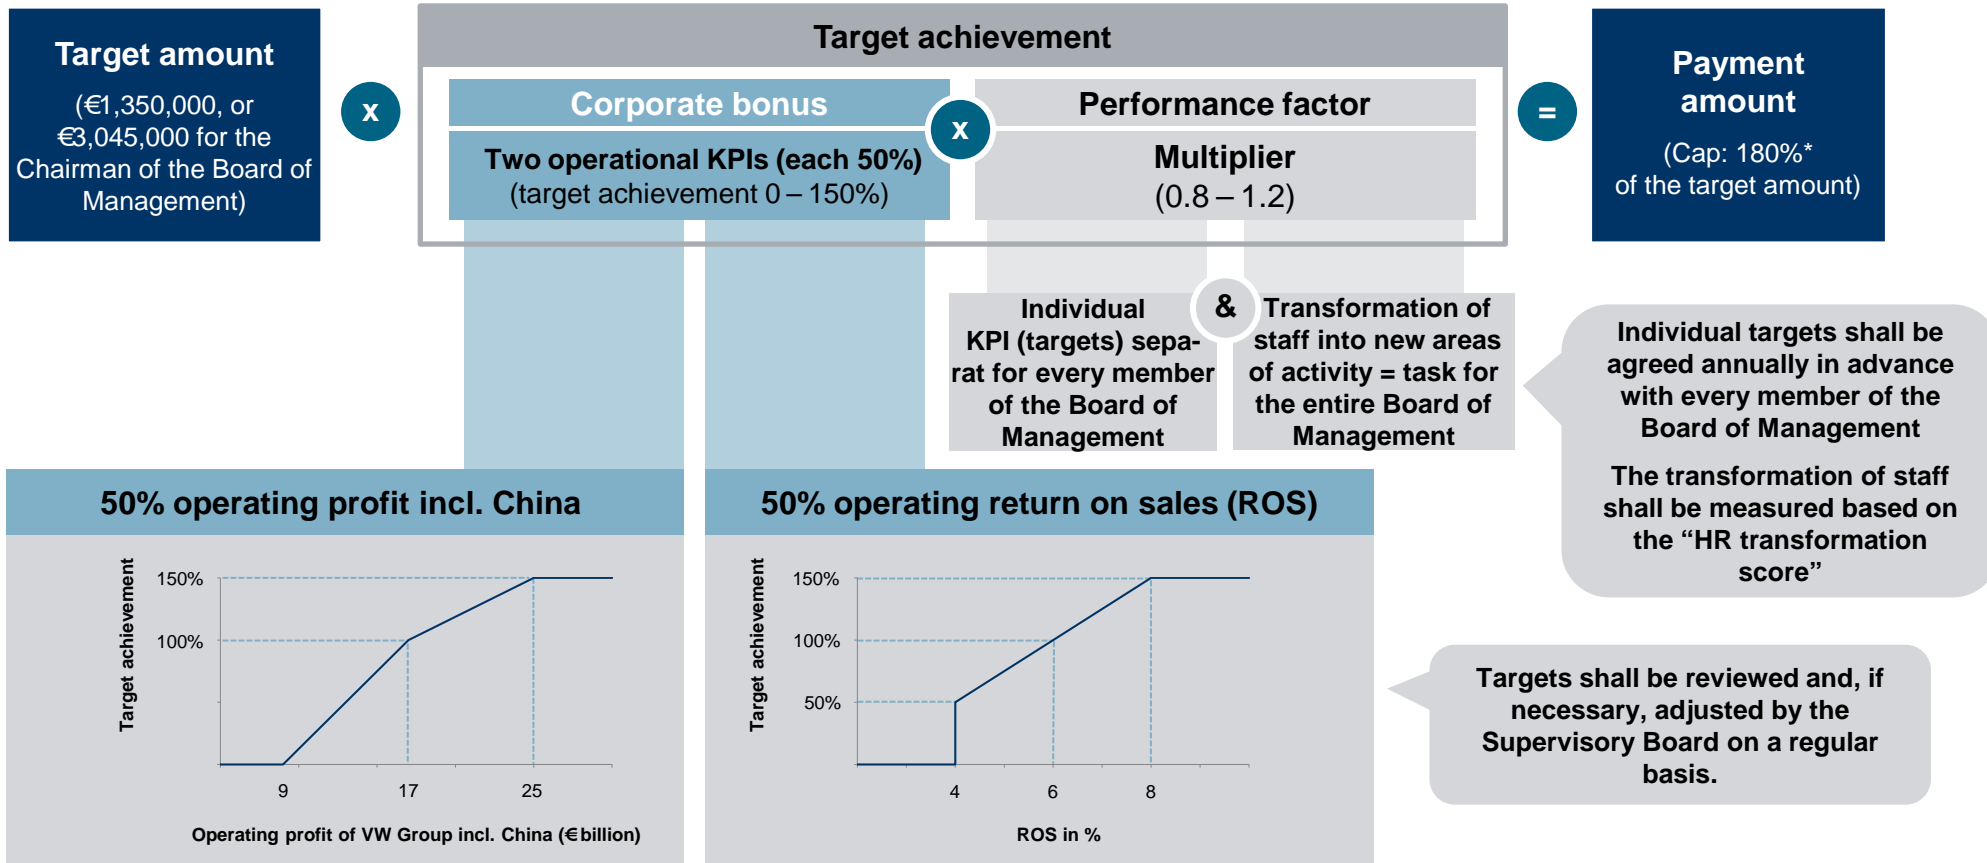 Target amount
(€1,350,000, or
€3,045,000 for the
Chairman of the Board of
Management)
x
Target achievement
Corporate bonus
Two operational KPIs (each 50%)
(target achievement 0 – 150%)
x
Performance factor
Multiplier
(0.8 – 1.2)
=
Payment
amount
(Cap: 180%*
of the target amount)
Individual
KPI (targets) sepa-
rat for every member
of the Board of
Management
&
Transformation of
staff into new areas
of activity = task for
the entire Board of
Management
Individual targets shall be
agreed annually in advance
with every member of the
Board of Management
The transformation of staff
shall be measured based on
the “HR transformation
score”
50% operating profit incl. China
Target achievement
150%
100%
9 17 25
Operating profit of VW Group incl. China (€ billion)
50% operating return on sales (ROS)
Target achievement
150%
100%
50%
4 6 8
ROS in %
Targets shall be reviewed and, if
necessary, adjusted by the
Supervisory Board on a regular
basis.